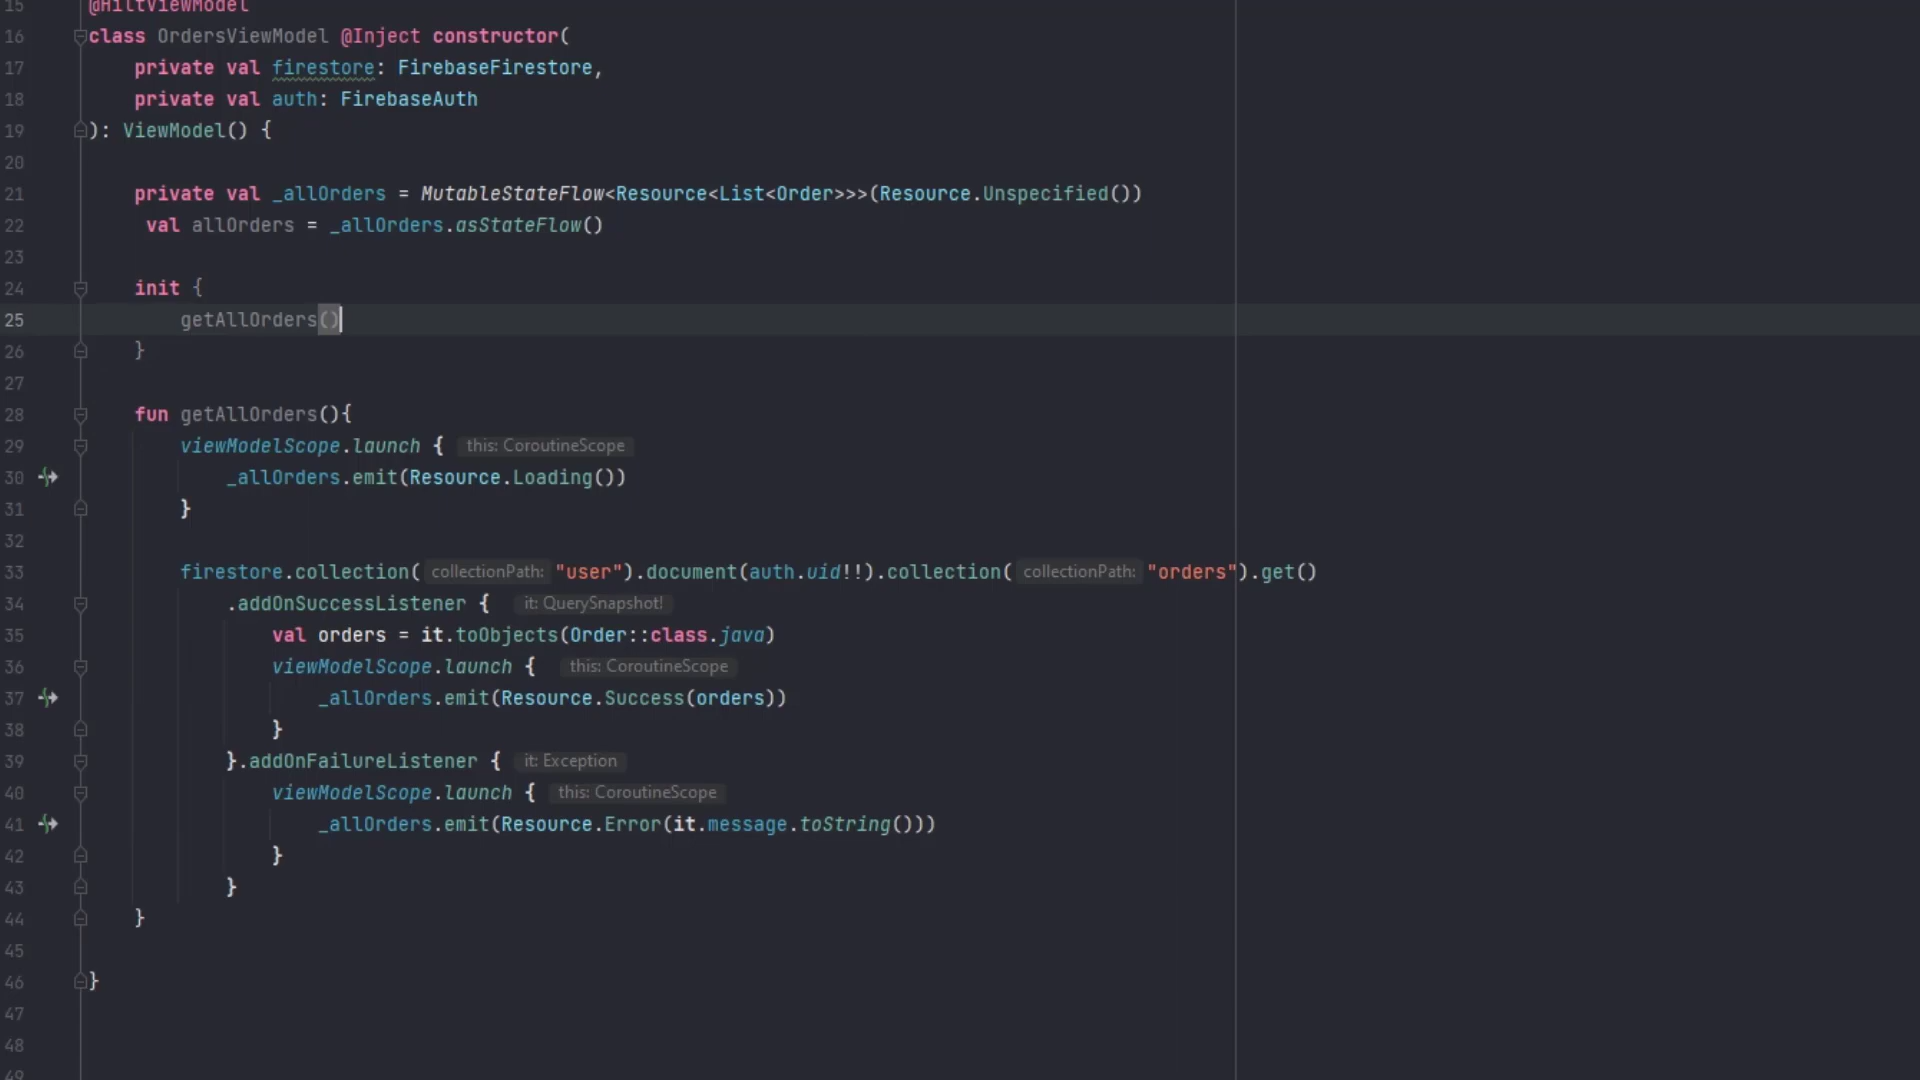 15 @HiltViewModel
16 class OrdersViewModel @Inject constructor(
17 private val firestore: FirebaseFirestore,
18 private val auth: FirebaseAuth
19 ): ViewModel() {
20
21 private val _allOrders = MutableStateFlow<Resource<List<Order>>>(Resource.Unspecified())
22 val allOrders = _allOrders.asStateFlow()
23
24 init {
25 getAllOrders()
26 }
27
28 fun getAllOrders(){
29 viewModelScope.launch { this: CoroutineScope
30 _allOrders.emit(Resource.Loading())
31 }
32
33 firestore.collection( collectionPath: "user").document(auth.uid!!).collection( collectionPath: "orders").get()
34 .addOnSuccessListener { it: QuerySnapshot!
35 val orders = it.toObjects(Order::class.java)
36 viewModelScope.launch { this: CoroutineScope
37 _allOrders.emit(Resource.Success(orders))
38 }
39 }.addOnFailureListener { it: Exception
40 viewModelScope.launch { this: CoroutineScope
41 _allOrders.emit(Resource.Error(it.message.toString()))
42 }
43 }
44 }
45
46 }
47
48
49